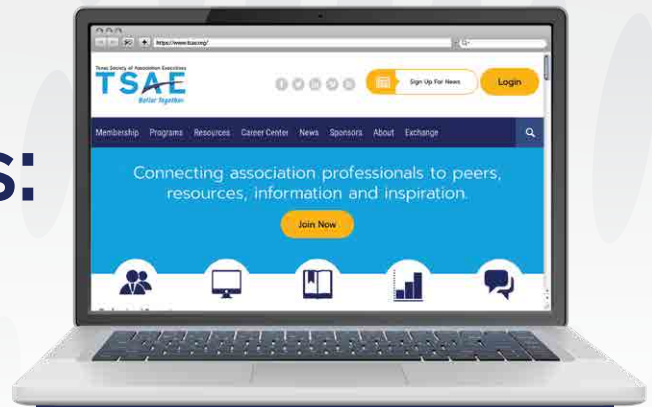 s:
https://www.tsae.org/
Texas Society of Association Executives
TSAE
Better Together
Sign Up For News
Login
Membership Programs Resources Career Center News Sponsors About Exchange
Connecting association professionals to peers,
resources, information and inspiration.
Join Now